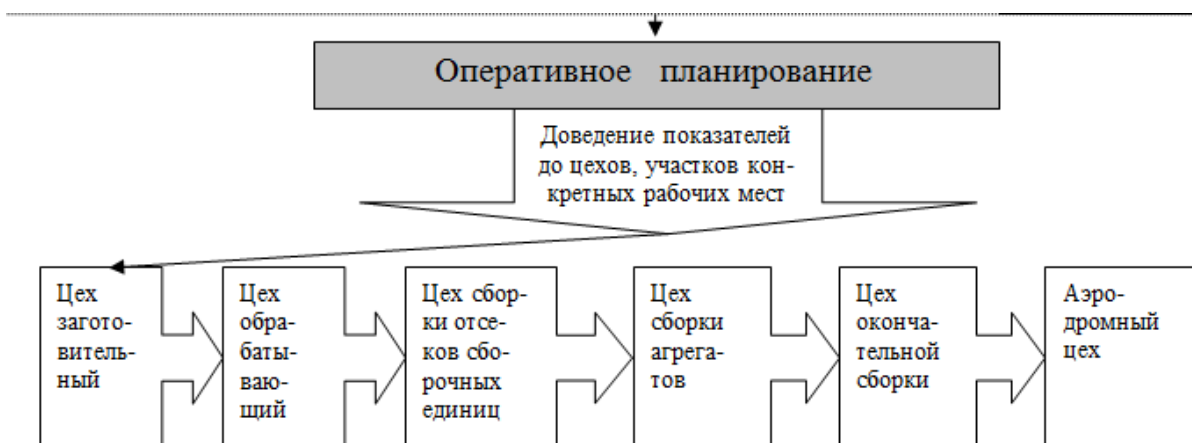 Оперативное планирование
Доведение показателей
до цехов, участков кон-
кретных рабочих мест
Цех
загото-
витель-
ный
Цех
обра-
баты-
ваю-
щий
Цех сбор-
ки отсе-
ков сбо-
рочных
единиц
Цех
сборки
агрега-
тов
Цех
оконча-
тельной
сборки
Аэро-
дромный
цех